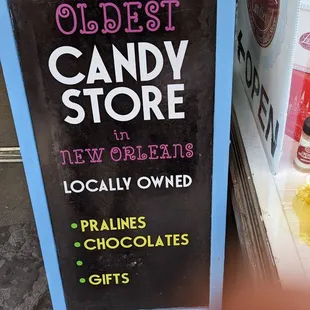 OLDEST
CANDY
STORE
in
NEW ORLEANS
LOCALLY OWNED
• PRALINES
• CHOCOLATES
•
• GIFTS
OPEN